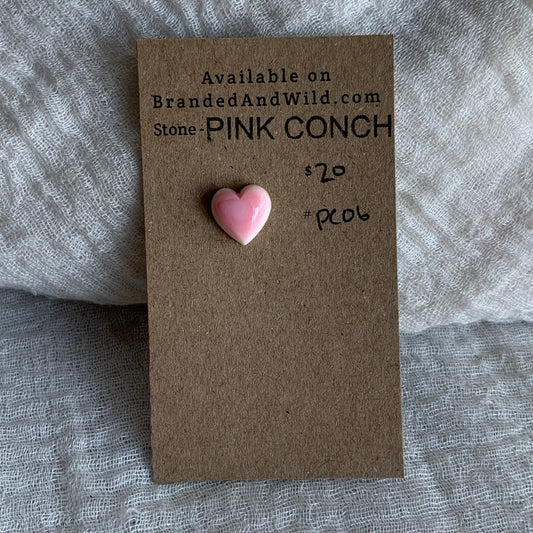 Available on
BrandedAndWild.com
Stone-PINK CONCH
$20
#PC06